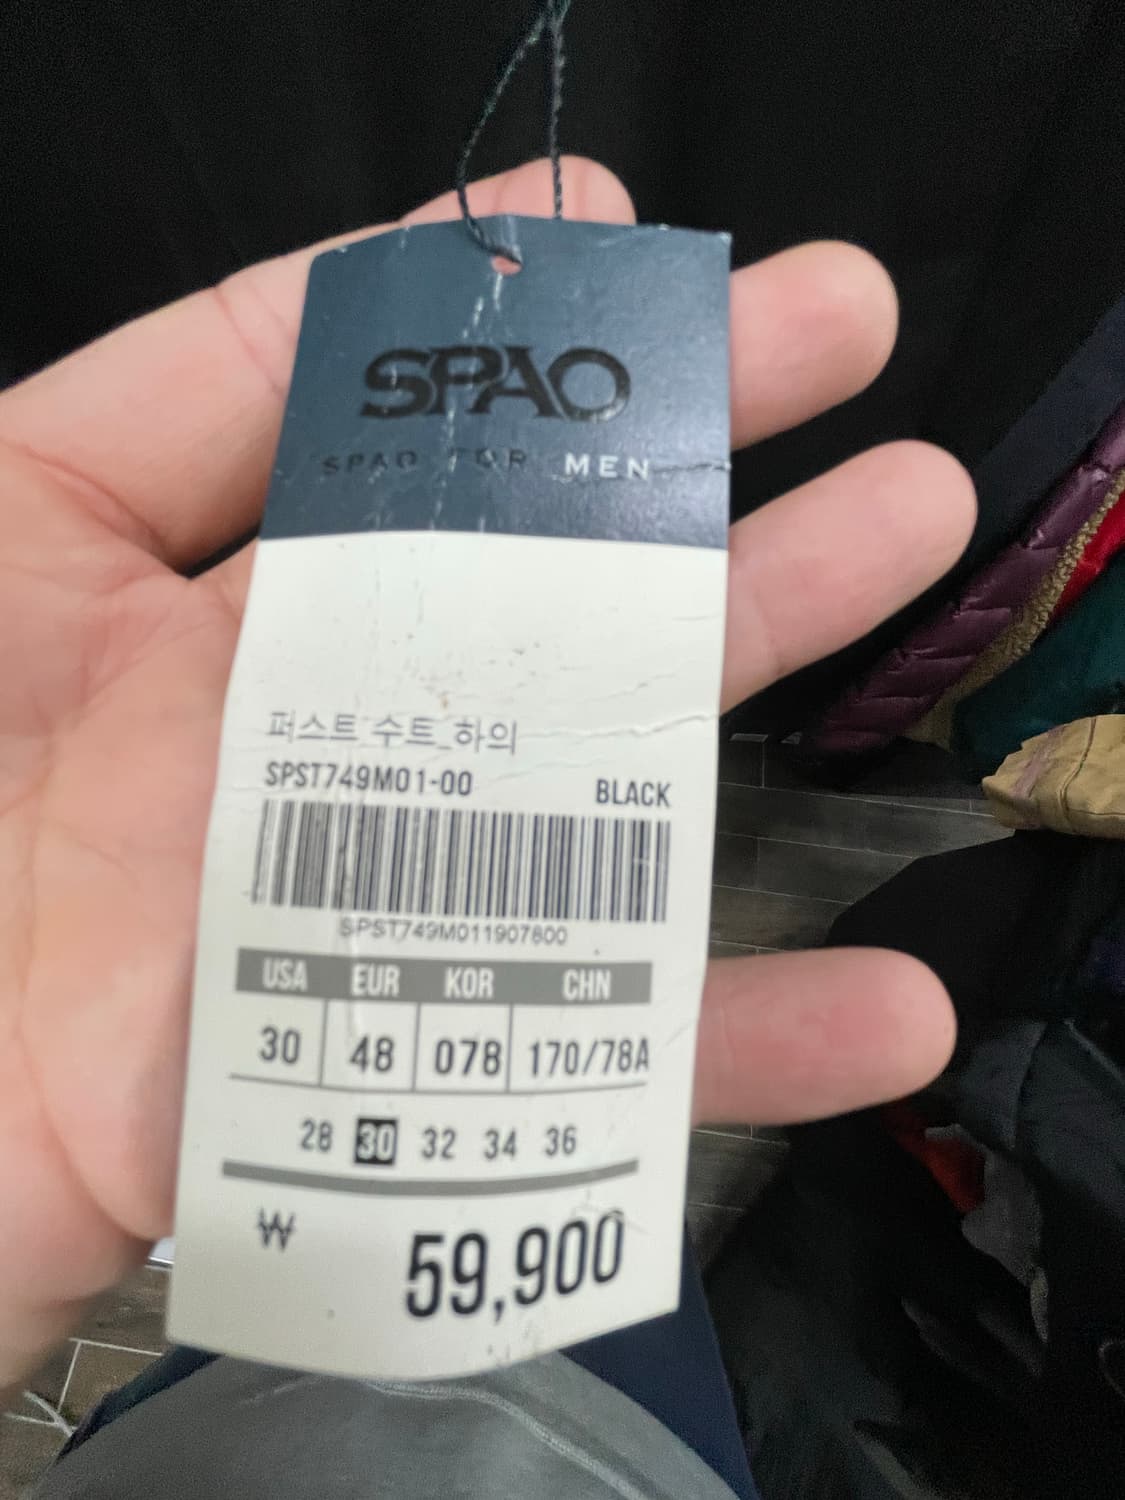 SPAO
SPAO FOR MEN
퍼스트 수트_하의
SPST749M01-00 BLACK
SPST749M011907800
USA EUR KOR CHN
30 48 078 170/78A
28 30 32 34 36
₩ 59,900